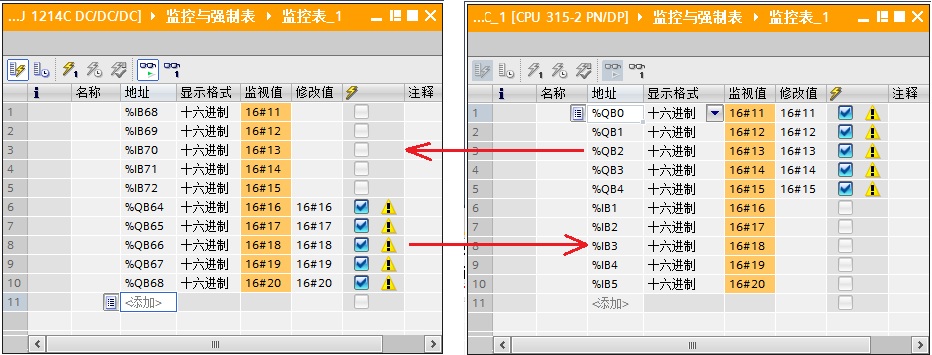 ...J 1214C DC/DC/DC] 监控与强制表 监控表_1
i 名称 地址 显示格式 监视值 修改值 注释
1 %IB68 十六进制 16#11
2 %IB69 十六进制 16#12
3 %IB70 十六进制 16#13
4 %IB71 十六进制 16#14
5 %IB72 十六进制 16#15
6 %QB64 十六进制 16#16 16#16
7 %QB65 十六进制 16#17 16#17
8 %QB66 十六进制 16#18 16#18
9 %QB67 十六进制 16#19 16#19
10 %QB68 十六进制 16#20 16#20
11 <添加>
...C_1 [CPU 315-2 PN/DP] 监控与强制表 监控表_1
i 名称 地址 显示格式 监视值 修改值 注释
1 %QB0 十六进制 16#11 16#11
2 %QB1 十六进制 16#12 16#12
3 %QB2 十六进制 16#13 16#13
4 %QB3 十六进制 16#14 16#14
5 %QB4 十六进制 16#15 16#15
6 %IB1 十六进制 16#16
7 %IB2 十六进制 16#17
8 %IB3 十六进制 16#18
9 %IB4 十六进制 16#19
10 %IB5 十六进制 16#20